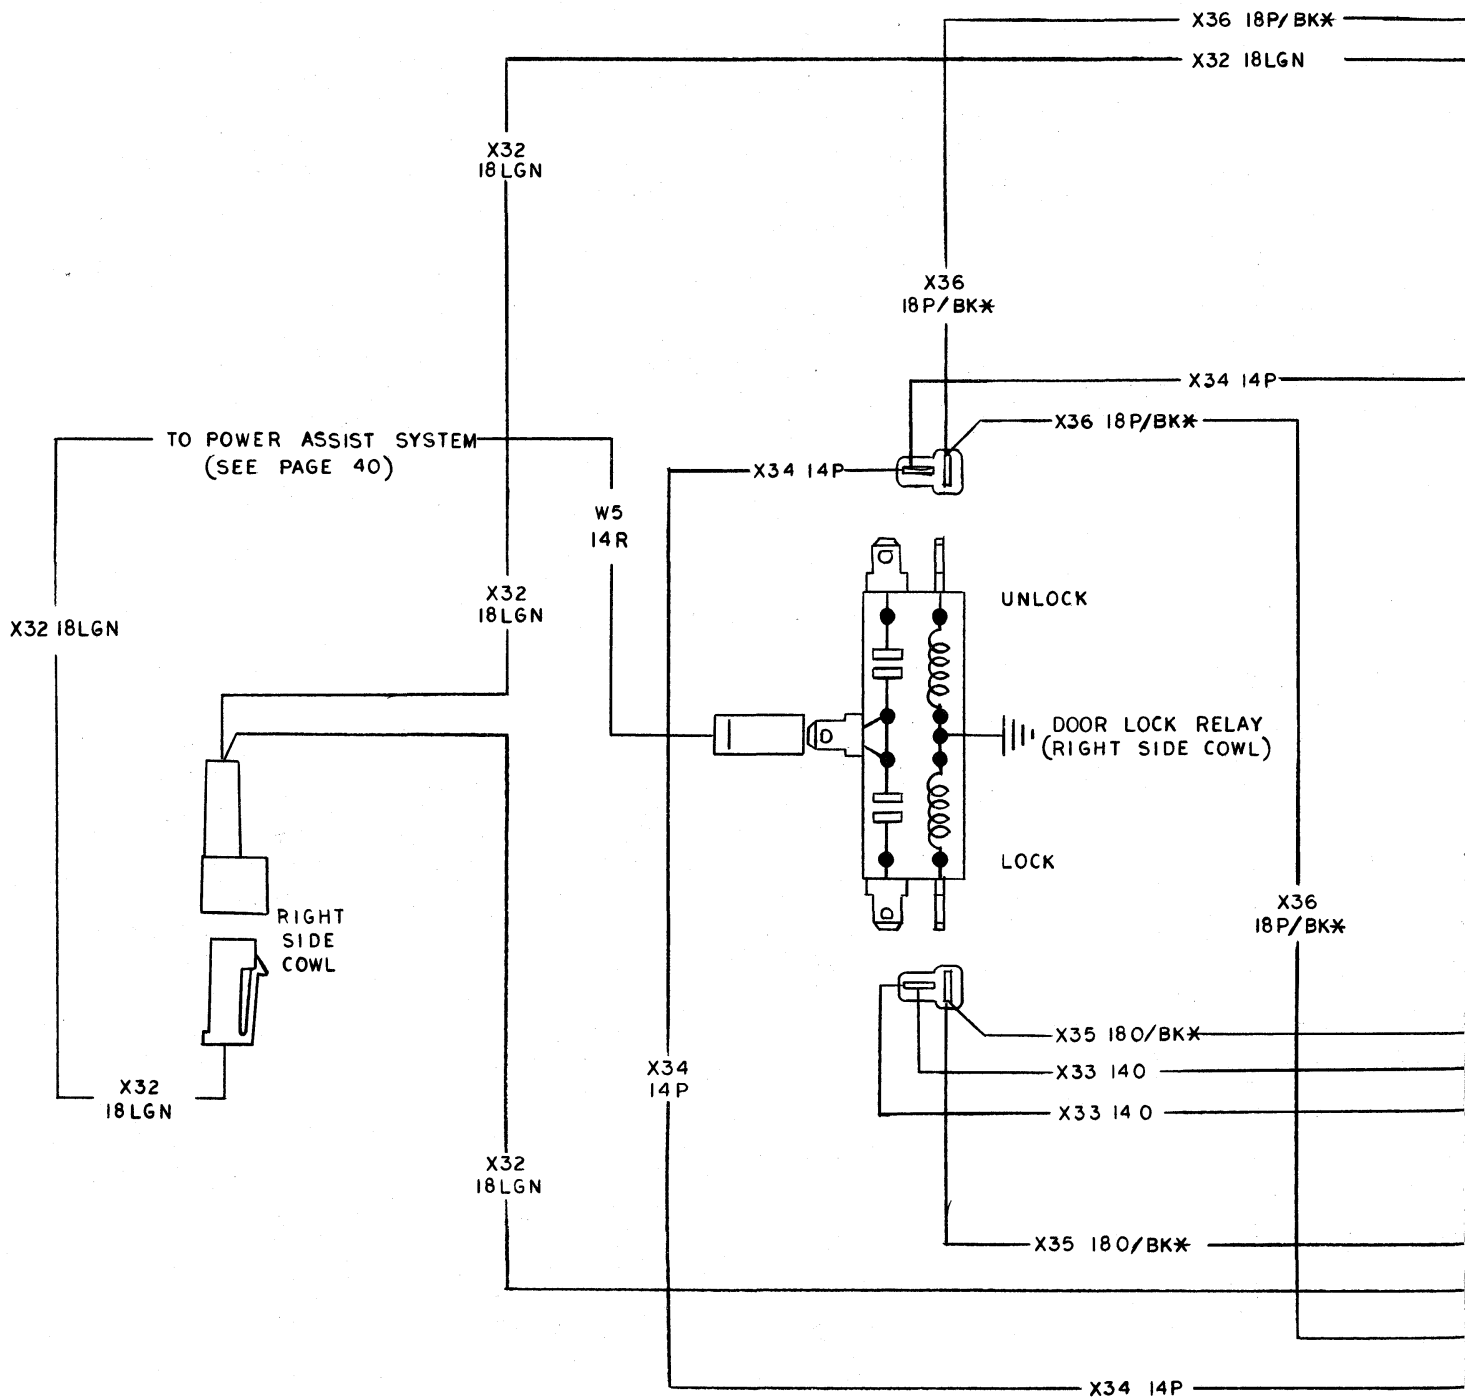 X36 18P/BK*
X32 18LGN
X32
18LGN
X36
18P/BK*
X34 14P
X36 18P/BK*
TO POWER ASSIST SYSTEM
(SEE PAGE 40)
X34 14P
W5
14R
X32
18LGN
UNLOCK
X32 18LGN
DOOR LOCK RELAY
(RIGHT SIDE COWL)
LOCK
X36
18P/BK*
RIGHT
SIDE
COWL
X35 18O/BK*
X34
14P
X33 14O
X32
18LGN
X33 14O
X32
18LGN
X35 18O/BK*
X34 14P